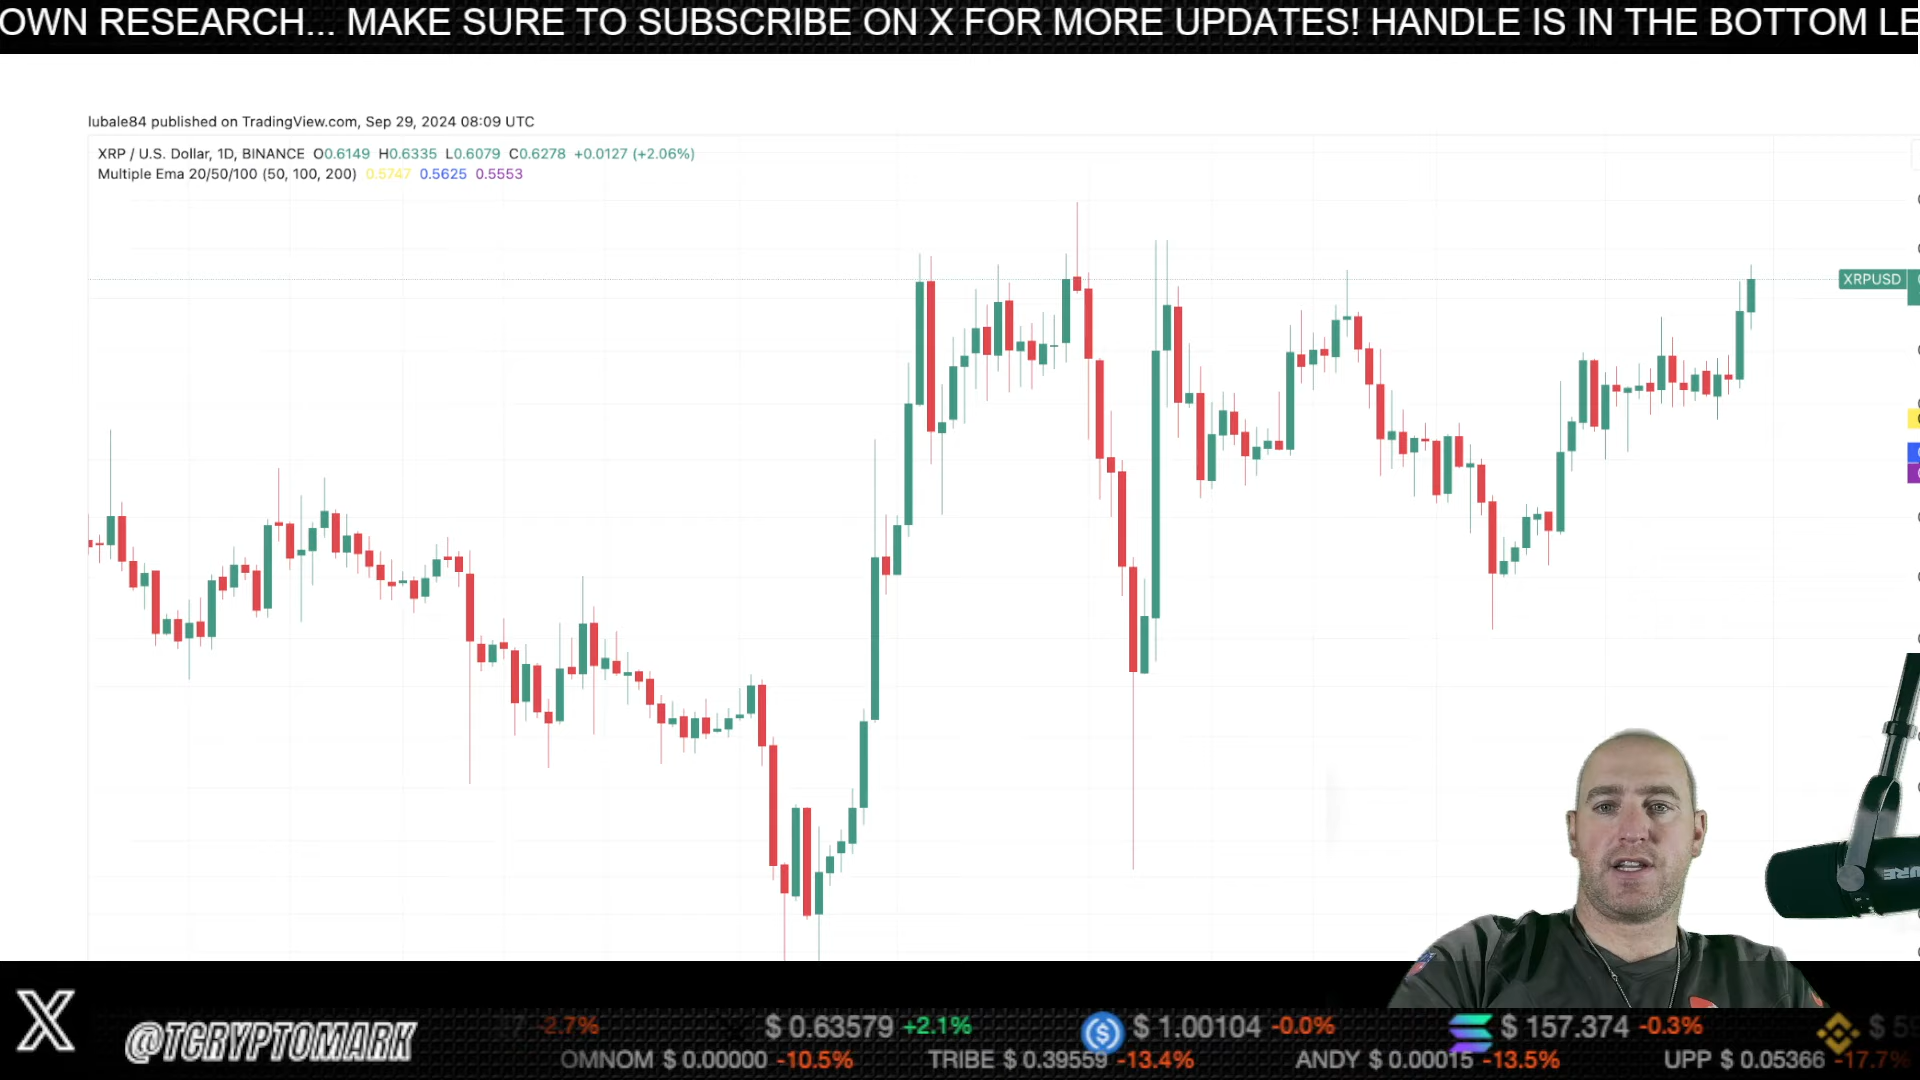 OWN RESEARCH... MAKE SURE TO SUBSCRIBE ON X FOR MORE UPDATES! HANDLE IS IN THE BOTTOM LE
lubale84 published on TradingView.com, Sep 29, 2024 08:09 UTC
XRP / U.S. Dollar, 1D, BINANCE O0.6149 H0.6335 L0.6079 C0.6278 +0.0127 (+2.06%)
Multiple Ema 20/50/100 (50, 100, 200) 0.5747 0.5625 0.5553
XRPUSD
X @TCRYPTOMARK
7 -2.7% $ 0.63579 +2.1% $ 1.00104 -0.0% $ 157.374 -0.3% $
OMNOM $ 0.00000 -10.5% TRIBE $ 0.39559 -13.4% ANDY $ 0.00015 -13.5% UPP $ 0.05366 -17.7%